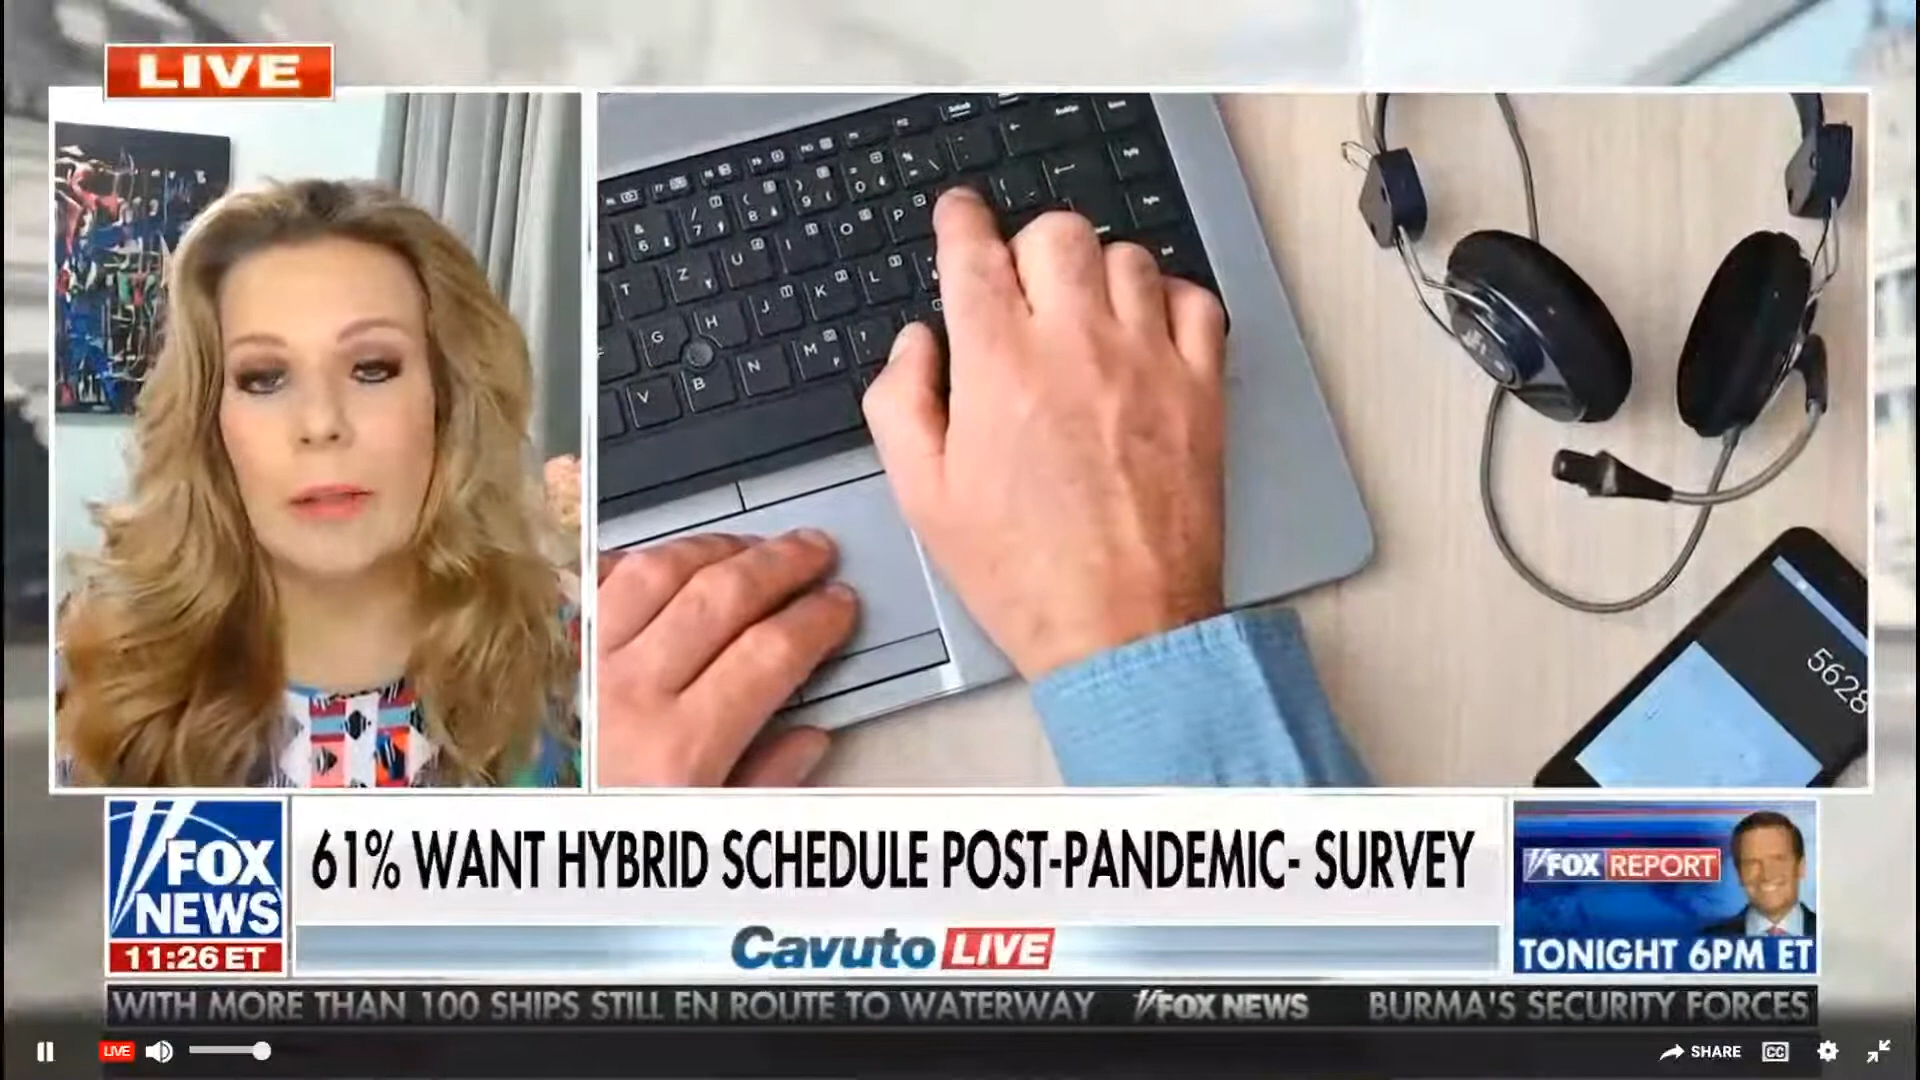 LIVE
5628
FOX
NEWS
11:26 ET
61% WANT HYBRID SCHEDULE POST-PANDEMIC- SURVEY
Cavuto LIVE
FOX REPORT
TONIGHT 6PM ET
WITH MORE THAN 100 SHIPS STILL EN ROUTE TO WATERWAY FOX NEWS BURMA'S SECURITY FORCES
LIVE
SHARE
CC